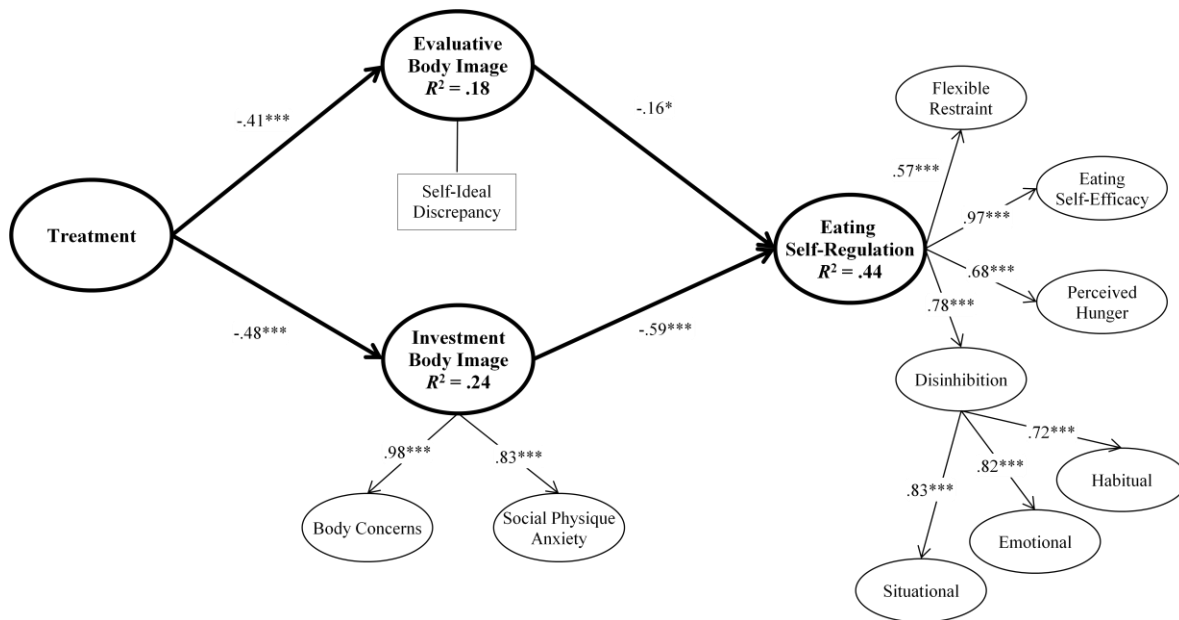 Evaluative
Body Image
R² = .18
Flexible
Restraint
-.41***
-.16*
.57***
Self-Ideal
Discrepancy
Eating
Self-Efficacy
.97***
Treatment
Eating
Self-Regulation
R² = .44
.68***
Perceived
Hunger
.78***
-.48***
-.59***
Investment
Body Image
R² = .24
Disinhibition
.98***
.83***
.72***
.82***
.83***
Habitual
Body Concerns
Social Physique
Anxiety
Emotional
Situational